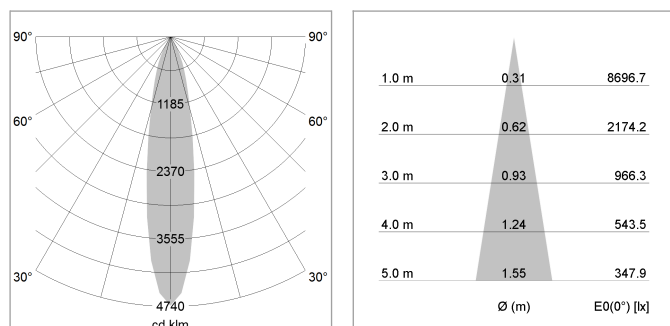 90° 90°
1185
60° 60°
2370
3555
30° 30°
4740
cd klm
1.0 m 0.31 8696.7
2.0 m 0.62 2174.2
3.0 m 0.93 966.3
4.0 m 1.24 543.5
5.0 m 1.55 347.9
Ø (m) E0(0°) [lx]